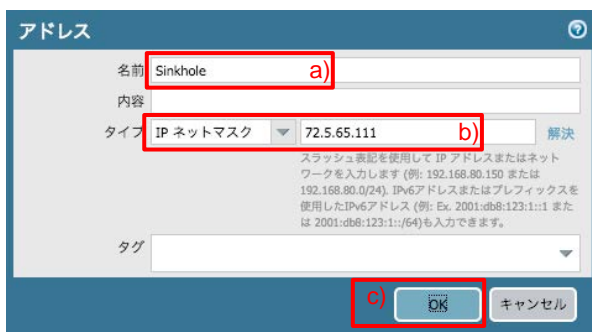 アドレス
名前 Sinkhole a)
内容
タイプ IP ネットマスク 72.5.65.111 b) 解決
スラッシュ表記を使用して IP アドレスまたはネット
ワークを入力します (例: 192.168.80.150 または
192.168.80.0/24). IPv6アドレスまたはプレフィックスを
使用したIPv6アドレス (例: Ex. 2001:db8:123:1::1 また
は 2001:db8:123:1::/64)も入力できます。
タグ
c) OK キャンセル